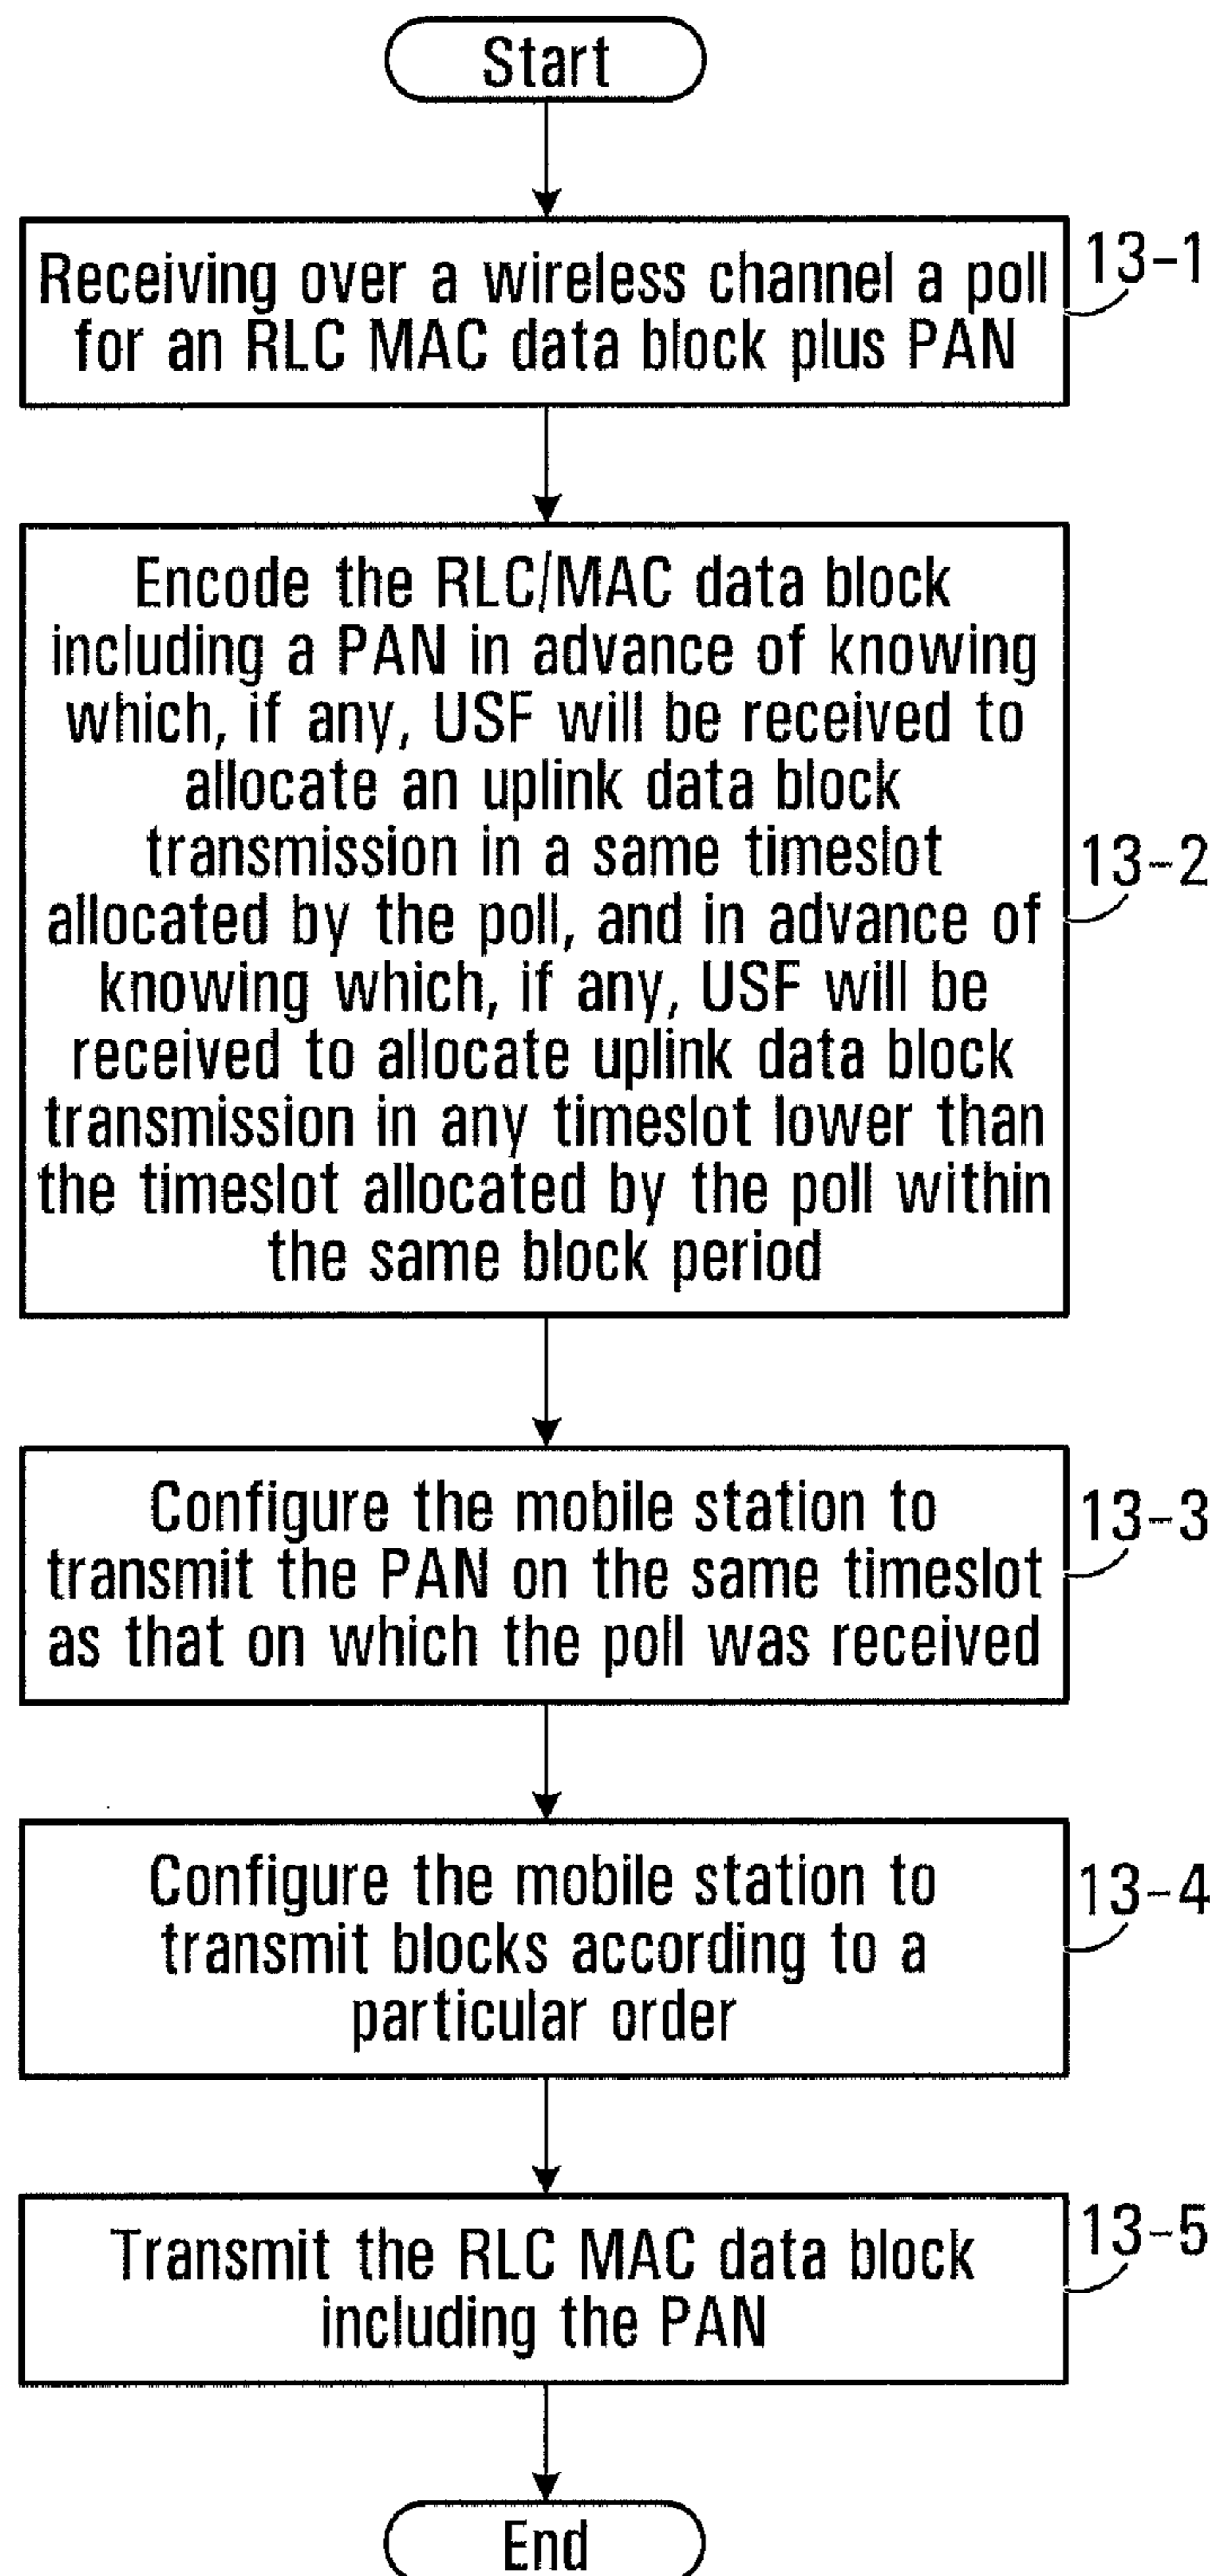 Start
Receiving over a wireless channel a poll
for an RLC MAC data block plus PAN
13-1
Encode the RLC/MAC data block
including a PAN in advance of knowing
which, if any, USF will be received to
allocate an uplink data block
transmission in a same timeslot
allocated by the poll, and in advance of
knowing which, if any, USF will be
received to allocate uplink data block
transmission in any timeslot lower than
the timeslot allocated by the poll within
the same block period
13-2
Configure the mobile station to
transmit the PAN on the same timeslot
as that on which the poll was received
13-3
Configure the mobile station to
transmit blocks according to a
particular order
13-4
Transmit the RLC MAC data block
including the PAN
13-5
End